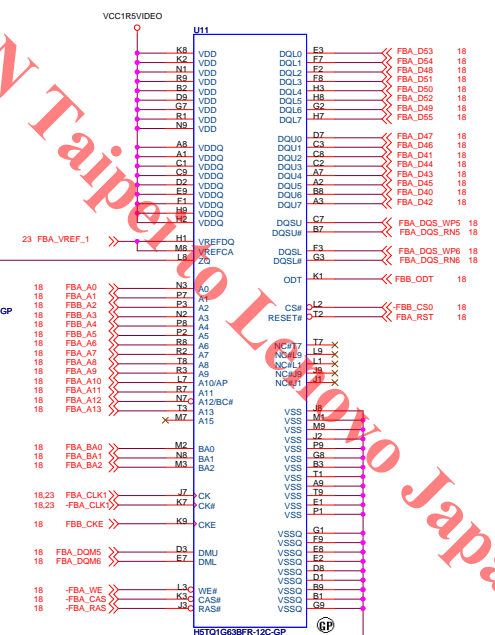 VCC1R5VIDEO
U11
K8 VDD DQL0 E3 FBA_D53 18
K2 VDD DQL1 F7 FBA_D54 18
N1 VDD DQL2 F2 FBA_D48 18
R9 VDD DQL3 F8 FBA_D51 18
B2 VDD DQL4 H3 FBA_D50 18
D9 VDD DQL5 H8 FBA_D52 18
G7 VDD DQL6 G2 FBA_D49 18
R1 VDD DQL7 H7 FBA_D55 18
N9 VDD
DQU0 D7 FBA_D47 18
A8 VDDQ DQU1 C3 FBA_D46 18
A1 VDDQ DQU2 C8 FBA_D41 18
C1 VDDQ DQU3 C2 FBA_D44 18
C9 VDDQ DQU4 A7 FBA_D43 18
D2 VDDQ DQU5 A2 FBA_D45 18
E9 VDDQ DQU6 B8 FBA_D40 18
F1 VDDQ DQU7 A3 FBA_D42 18
H9 VDDQ
H2 VDDQ DQSU C7 FBA_DQS_WP5 18
DQSU# B7 FBA_DQS_RN5 18
23 FBA_VREF_1 H1 VREFDQ
M8 VREFCA DQSL F3 FBA_DQS_WP6 18
L8 ZQ DQSL# G3 FBA_DQS_RN6 18
ODT K1 FBB_ODT 18
18 FBA_A0 N3 A0
18 FBA_A1 P7 A1
18 FBA_A2 P3 A2 CS# L2 -FBB_CS0 18
18 FBB_A3 N2 A3 RESET# T2 FBA_RST 18
18 FBB_A4 P8 A4
18 FBB_A5 P2 A5
18 FBA_A6 R8 A6 NC#T7 T7
18 FBA_A7 R2 A7 NC#L9 L9
18 FBA_A8 T8 A8 NC#L1 L1
18 FBA_A9 R3 A9 NC#J9 J9
18 FBA_A10 L7 A10/AP NC#J1 J1
18 FBA_A11 R7 A11
18 FBA_A12 N7 A12/BC#
18 FBA_A13 T3 A13 VSS J8
M7 A15 VSS M1
VSS M9
VSS J2
18 FBA_BA0 M2 BA0 VSS P9
18 FBA_BA1 N8 BA1 VSS G8
18 FBA_BA2 M3 BA2 VSS B3
VSS T1
VSS A9
18,23 FBA_CLK1 J7 CK VSS T9
18,23 -FBA_CLK1 K7 CK# VSS E1
VSS P1
18 FBB_CKE K9 CKE
VSSQ G1
VSSQ F9
18 FBA_DQM5 D3 DMU VSSQ E8
18 FBA_DQM6 E7 DML VSSQ E2
VSSQ D8
VSSQ D1
18 -FBA_WE L3 WE# VSSQ B9
18 -FBA_CAS K3 CAS# VSSQ B1
18 -FBA_RAS J3 RAS# VSSQ G9
GP
H5TQ1G63BFR-12C-GP
GP
Taipei to Lenovo Japa